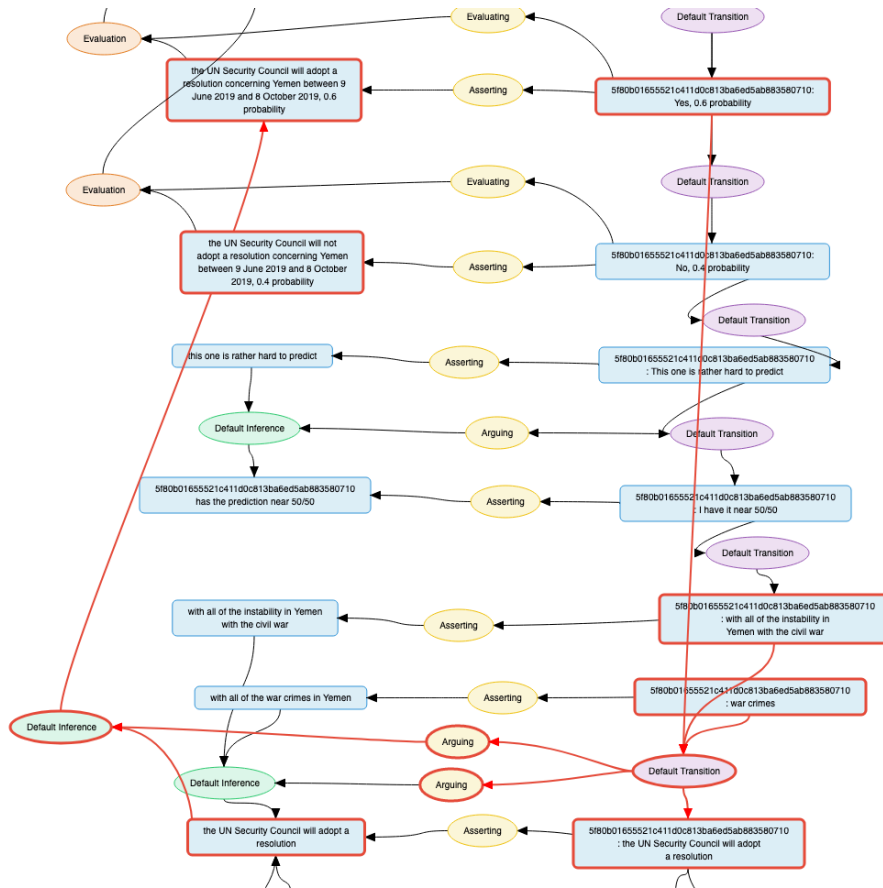 Evaluating
Default Transition
Evaluation
the UN Security Council will adopt a
resolution concerning Yemen between 9
June 2019 and 8 October 2019, 0.6
probability
Asserting
5f80b01655521c411d0c813ba6ed5ab883580710:
Yes, 0.6 probability
Evaluating
Default Transition
Evaluation
the UN Security Council will not
adopt a resolution concerning Yemen
between 9 June 2019 and 8 October
2019, 0.4 probability
Asserting
5f80b01655521c411d0c813ba6ed5ab883580710:
No, 0.4 probability
Default Transition
this one is rather hard to predict
Asserting
5f80b01655521c411d0c813ba6ed5ab883580710
: This one is rather hard to predict
Default Inference
Arguing
Default Transition
5f80b01655521c411d0c813ba6ed5ab883580710
has the prediction near 50/50
Asserting
5f80b01655521c411d0c813ba6ed5ab883580710
: I have it near 50/50
Default Transition
with all of the instability in Yemen
with the civil war
Asserting
5f80b01655521c411d0c813ba6ed5ab883580710
: with all of the instability in
Yemen with the civil war
with all of the war crimes in Yemen
Asserting
5f80b01655521c411d0c813ba6ed5ab883580710
: war crimes
Default Inference
Arguing
Default Transition
Default Inference
Arguing
the UN Security Council will adopt a
resolution
Asserting
5f80b01655521c411d0c813ba6ed5ab883580710
: the UN Security Council will adopt
a resolution